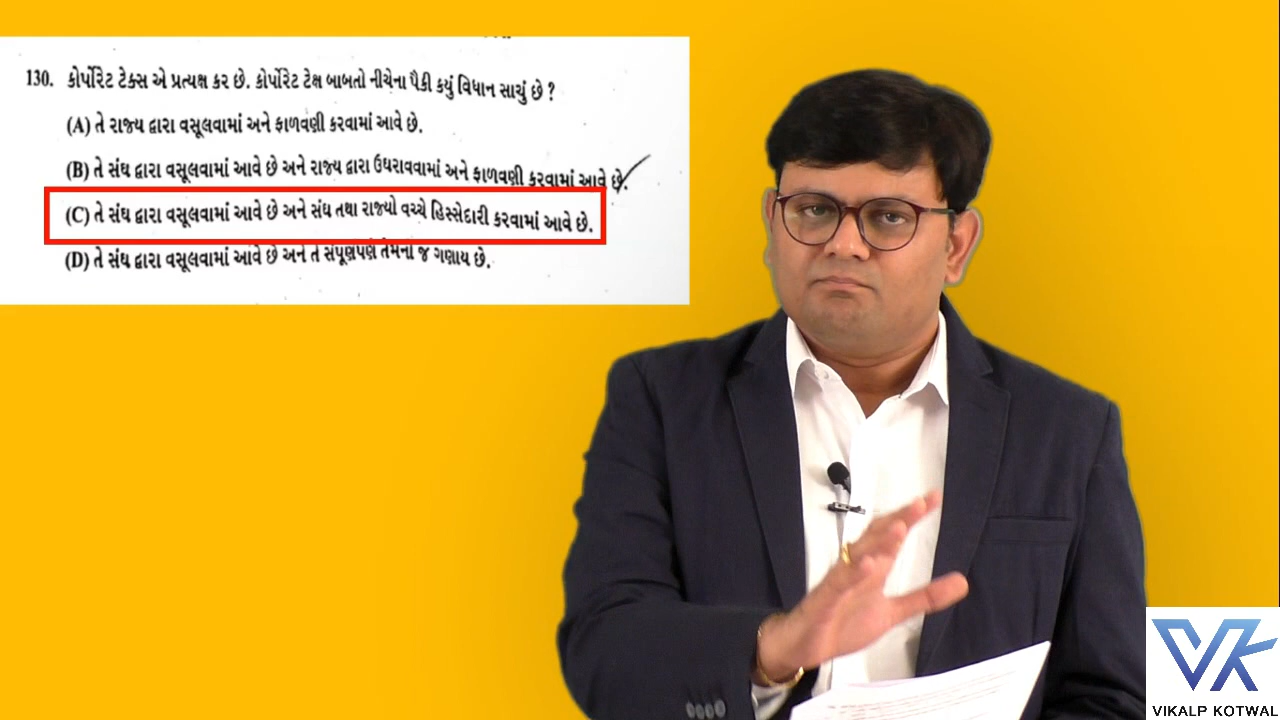 130. કોર્પોરેટ ટેક્સ એ પ્રત્યક્ષ કર છે. કોર્પોરેટ ટેક્ષ બાબતો નીચેના પૈકી કયું વિધાન સાચું છે ?
(A) તે રાજ્ય દ્વારા વસૂલવામાં અને ફાળવણી કરવામાં આવે છે.
(B) તે સંઘ દ્વારા વસૂલવામાં આવે છે અને રાજ્ય દ્વારા ઉઘરાવવામાં અને ફાળવણી કરવામાં આવે છે.
(C) તે સંઘ દ્વારા વસૂલવામાં આવે છે અને સંઘ તથા રાજ્યો વચ્ચે હિસ્સેદારી કરવામાં આવે છે.
(D) તે સંઘ દ્વારા વસૂલવામાં આવે છે અને તે સંપૂર્ણપણે તેમનો જ ગણાય છે.
VK
VIKALP KOTWAL